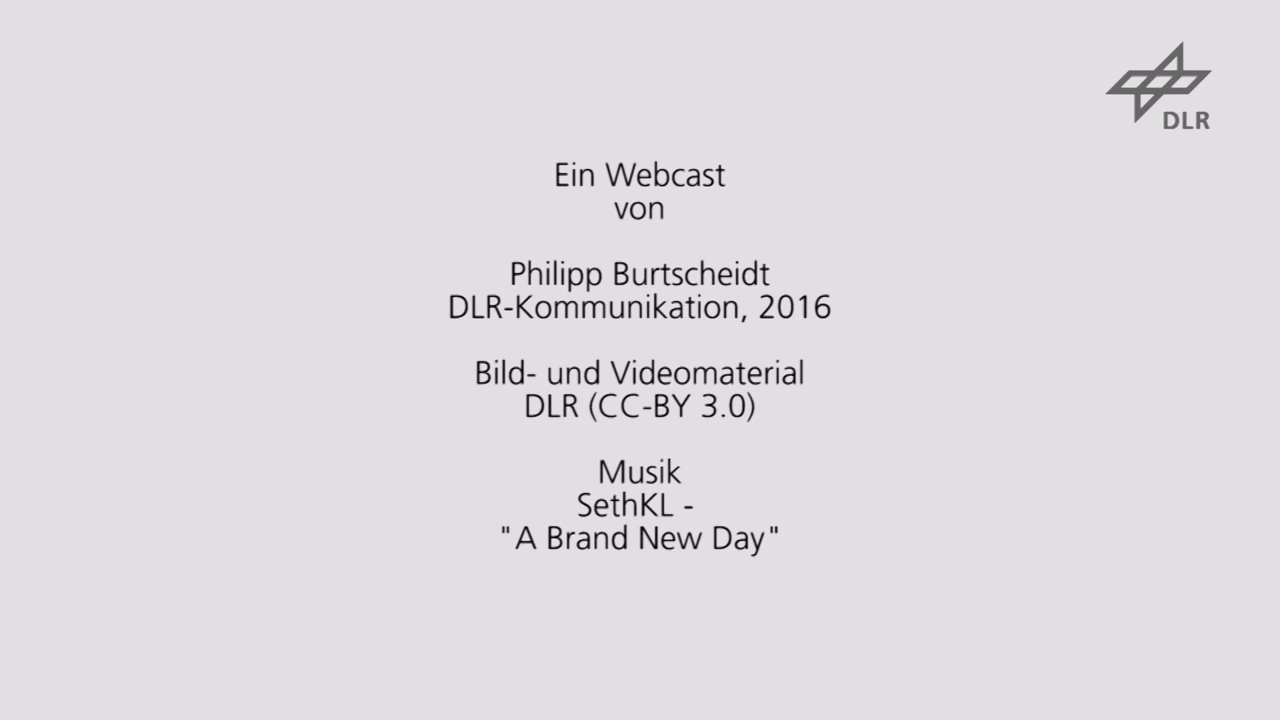 DLR
Ein Webcast
von
Philipp Burtscheidt
DLR-Kommunikation, 2016
Bild- und Videomaterial
DLR (CC-BY 3.0)
Musik
SethKL -
"A Brand New Day"